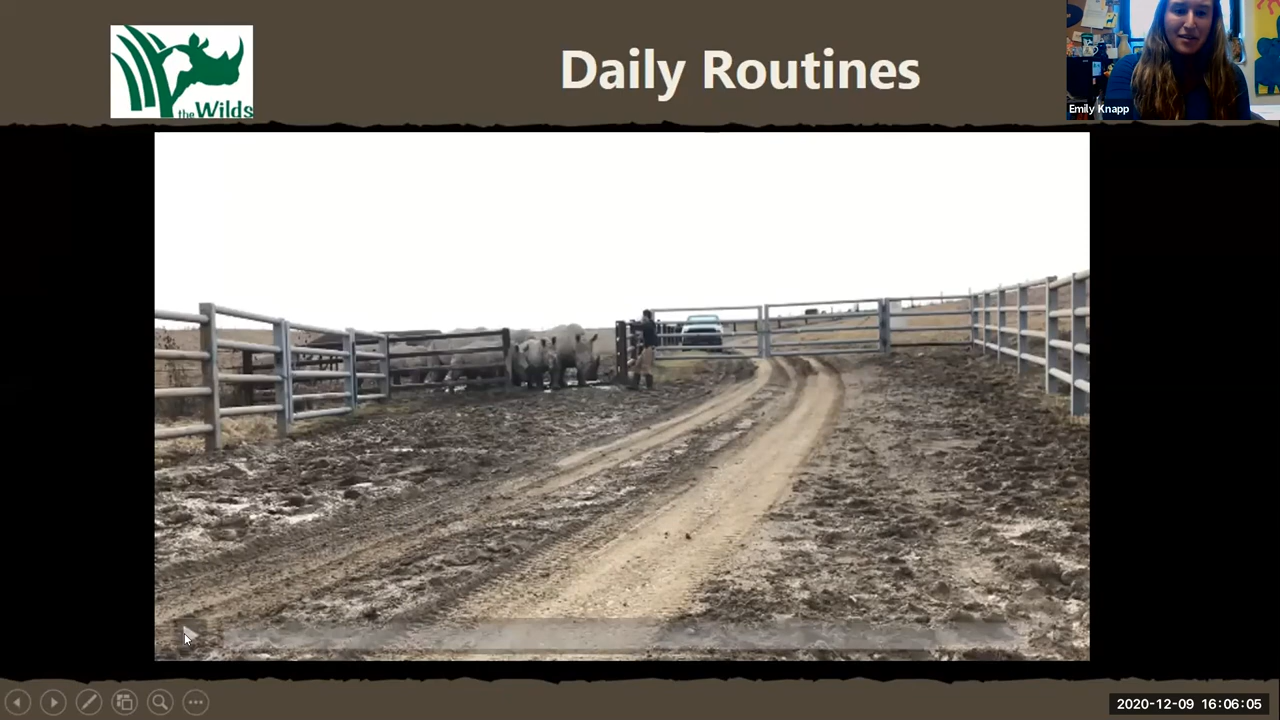 Daily Routines
the Wilds
Emily Knapp
2020-12-09 16:06:05